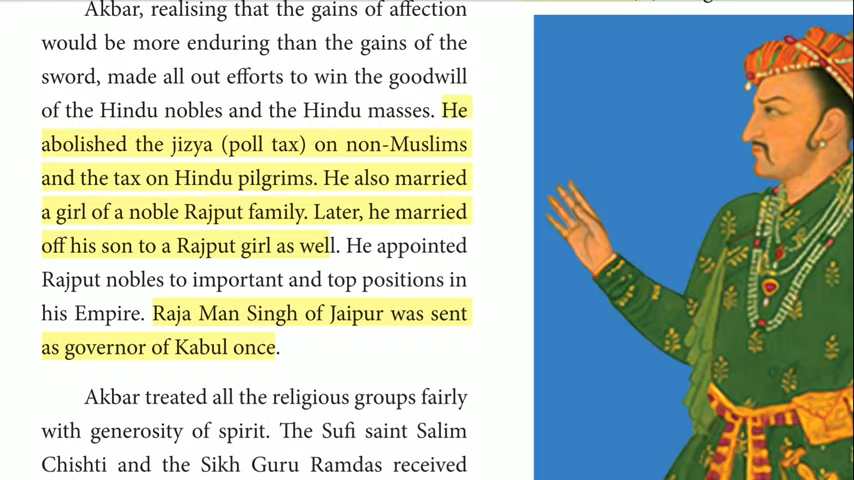 Akbar, realising that the gains of affection
would be more enduring than the gains of the
sword, made all out efforts to win the goodwill
of the Hindu nobles and the Hindu masses. He
abolished the jizya (poll tax) on non-Muslims
and the tax on Hindu pilgrims. He also married
a girl of a noble Rajput family. Later, he married
off his son to a Rajput girl as well. He appointed
Rajput nobles to important and top positions in
his Empire. Raja Man Singh of Jaipur was sent
as governor of Kabul once.
Akbar treated all the religious groups fairly
with generosity of spirit. The Sufi saint Salim
Chishti and the Sikh Guru Ramdas received